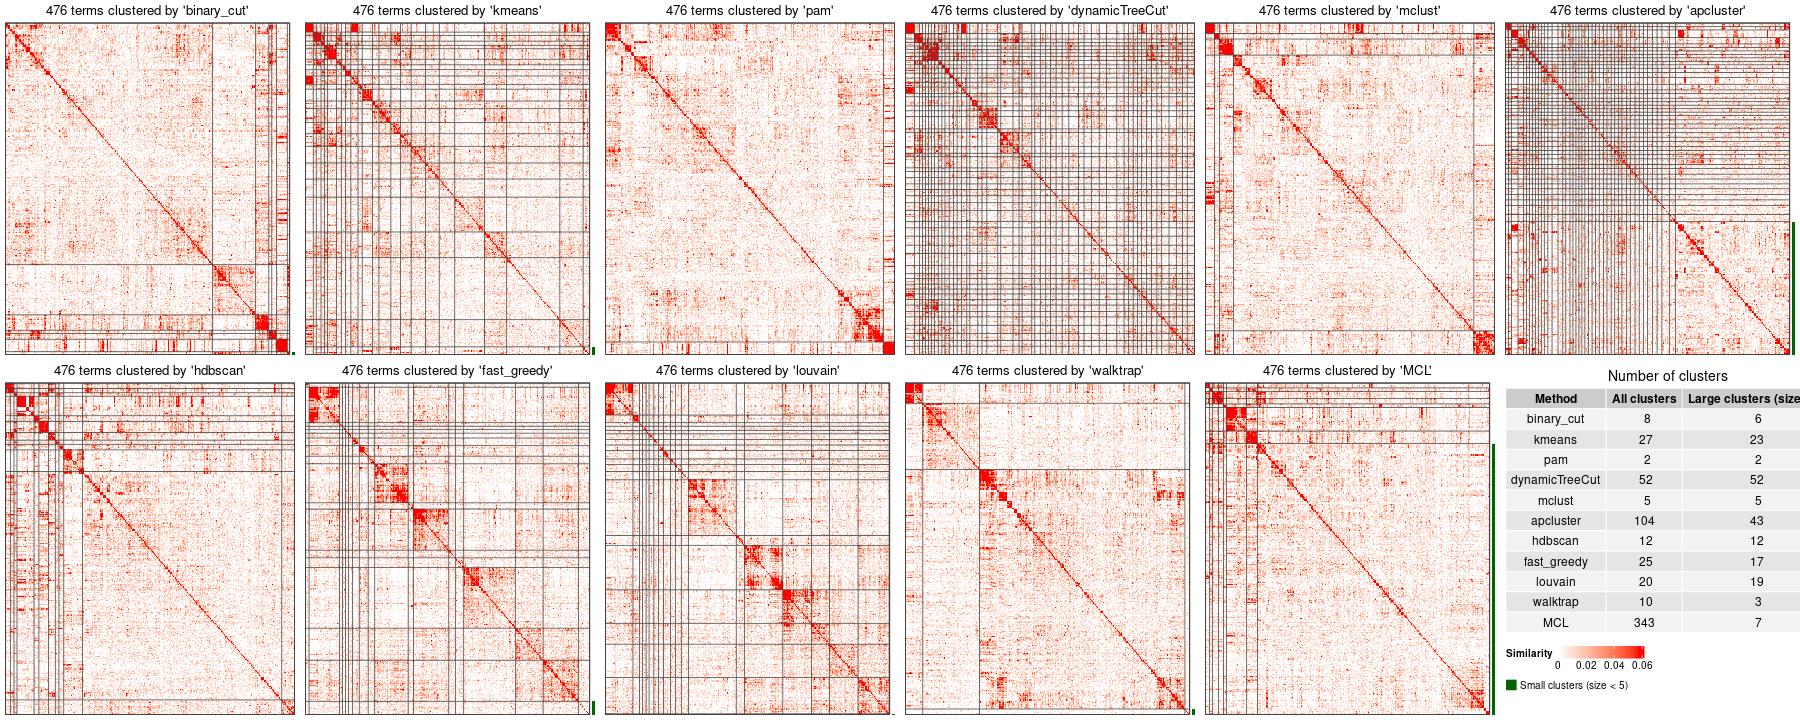 476 terms clustered by 'binary_cut'
476 terms clustered by 'kmeans'
476 terms clustered by 'pam'
476 terms clustered by 'dynamicTreeCut'
476 terms clustered by 'mclust'
476 terms clustered by 'apcluster'
476 terms clustered by 'hdbscan'
476 terms clustered by 'fast_greedy'
476 terms clustered by 'louvain'
476 terms clustered by 'walktrap'
476 terms clustered by 'MCL'
Number of clusters
Method All clusters Large clusters (size
binary_cut 8 6
kmeans 27 23
pam 2 2
dynamicTreeCut 52 52
mclust 5 5
apcluster 104 43
hdbscan 12 12
fast_greedy 25 17
louvain 20 19
walktrap 10 3
MCL 343 7
Similarity
0 0.02 0.04 0.06
Small clusters (size < 5)